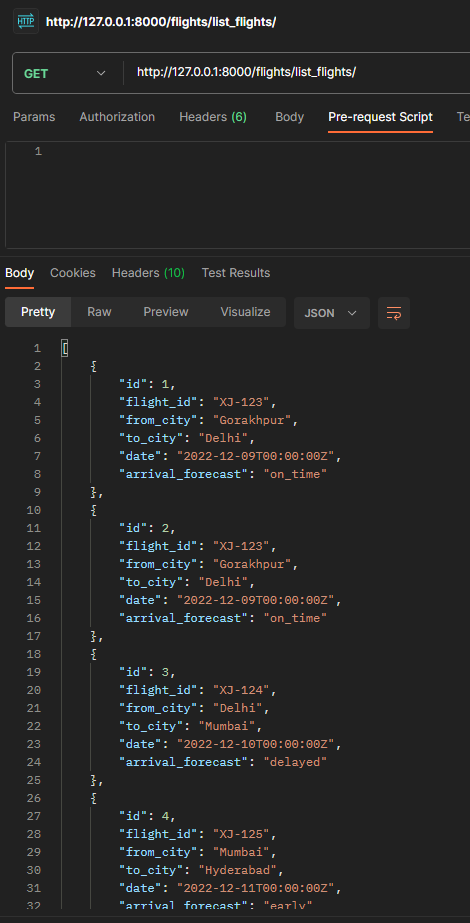 HTTP http://127.0.0.1:8000/flights/list_flights/
GET http://127.0.0.1:8000/flights/list_flights/
Params Authorization Headers (6) Body Pre-request Script Te
1
Body Cookies Headers (10) Test Results
Pretty Raw Preview Visualize JSON
1 [
2 {
3 "id": 1,
4 "flight_id": "XJ-123",
5 "from_city": "Gorakhpur",
6 "to_city": "Delhi",
7 "date": "2022-12-09T00:00:00Z",
8 "arrival_forecast": "on_time"
9 },
10 {
11 "id": 2,
12 "flight_id": "XJ-123",
13 "from_city": "Gorakhpur",
14 "to_city": "Delhi",
15 "date": "2022-12-09T00:00:00Z",
16 "arrival_forecast": "on_time"
17 },
18 {
19 "id": 3,
20 "flight_id": "XJ-124",
21 "from_city": "Delhi",
22 "to_city": "Mumbai",
23 "date": "2022-12-10T00:00:00Z",
24 "arrival_forecast": "delayed"
25 },
26 {
27 "id": 4,
28 "flight_id": "XJ-125",
29 "from_city": "Mumbai",
30 "to_city": "Hyderabad",
31 "date": "2022-12-11T00:00:00Z",
32 "arrival_forecast": "early"